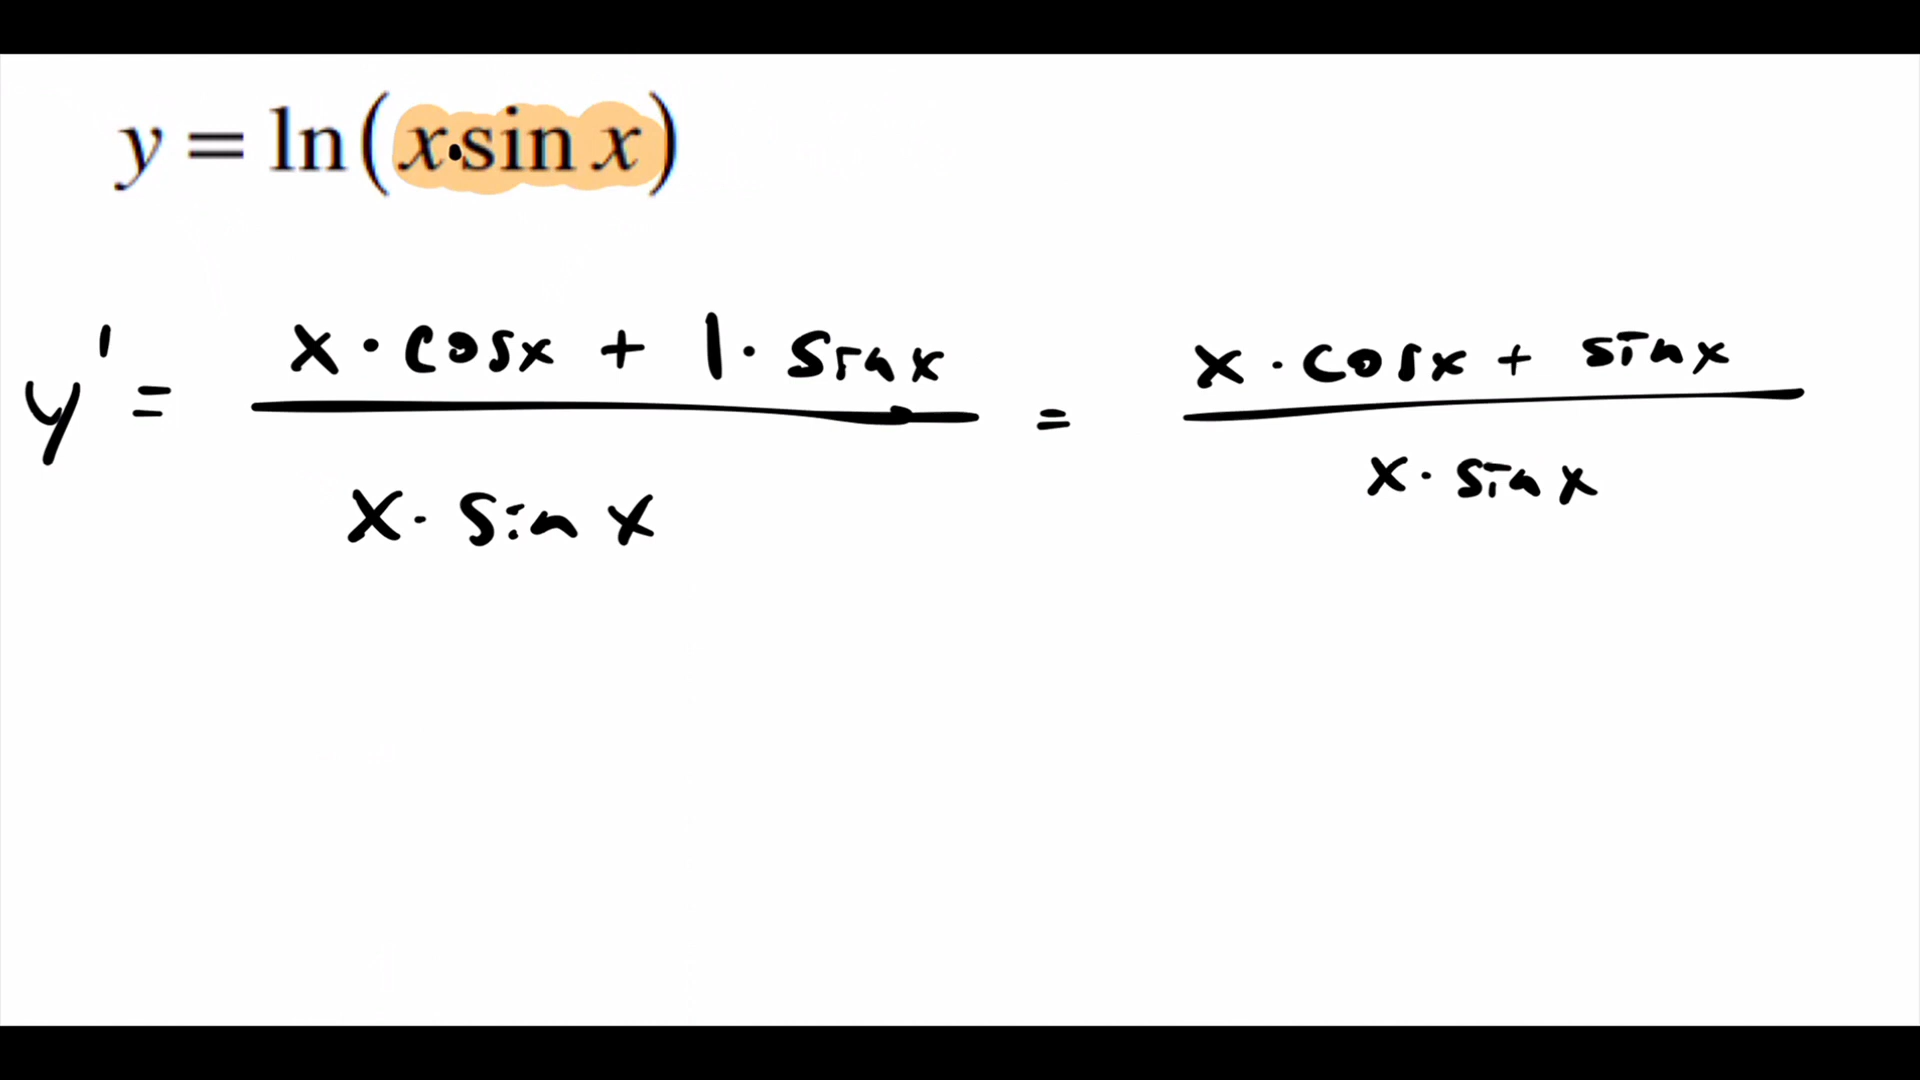 y = ln(x·sin x)
y' = x · cosx + 1 · sinx / x · sin x = x · cosx + sinx / x · sin x